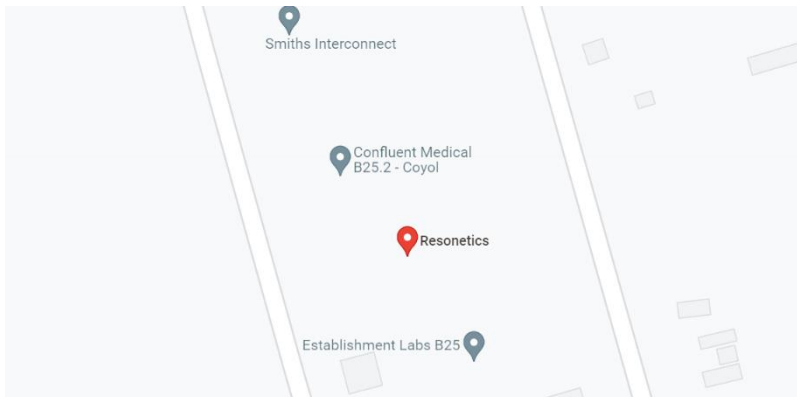 Smiths Interconnect
Confluent Medical
B25.2 - Coyol
Resonetics
Establishment Labs B25